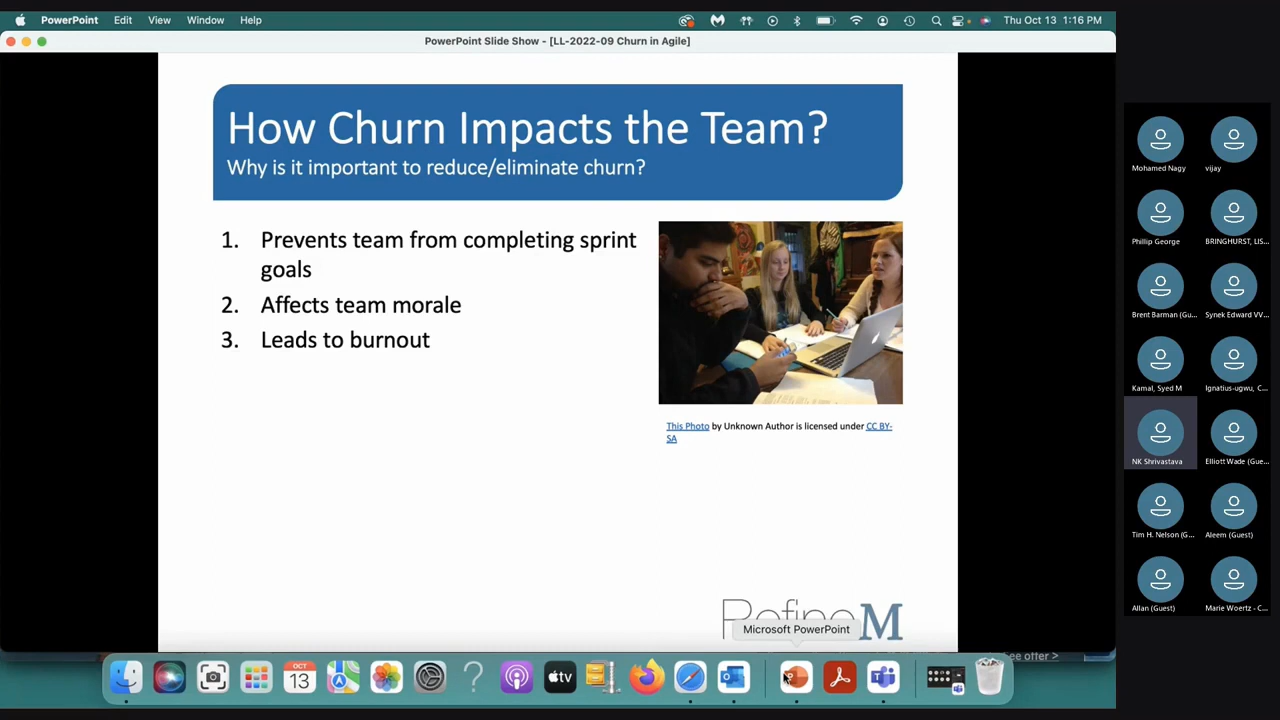 PowerPoint Edit View Window Help Thu Oct 13 1:16 PM
PowerPoint Slide Show - [LL-2022-09 Churn in Agile]
How Churn Impacts the Team?
Why is it important to reduce/eliminate churn?
1. Prevents team from completing sprint
goals
2. Affects team morale
3. Leads to burnout
This Photo by Unknown Author is licensed under CC BY-
SA
RefineM
Microsoft PowerPoint
See offer >
OCT
13
tv
Mohamed Nagy
vijay
Phillip George
BRINGHURST, LIS...
Brent Barman (Gu...
Synek Edward VV...
Kamal, Syed M
Ignatius-ugwu, C...
NK Shrivastava
Elliott Wade (Gue...
Tim H. Nelson (G...
Aleem (Guest)
Allan (Guest)
Marie Woertz - C...